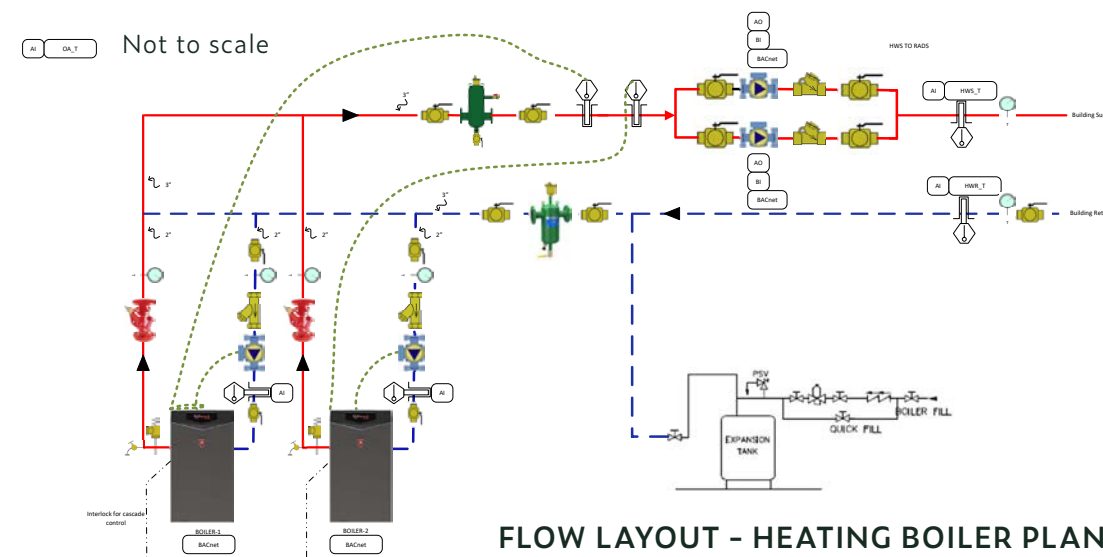 AI OA_T
Not to scale
AO
BI
BACnet
HWS TO RADS
3"
AI HWS_T
T
Building Su
AO
BI
BACnet
3"
3"
AI HWR_T
T
Building Ret
2"
2"
2"
2"
AI
AI
PSV
BOILER FILL
QUICK FILL
EXPANSION
TANK
Interlock for cascade
control
BOILER-1
BACnet
BOILER-2
BACnet
FLOW LAYOUT - HEATING BOILER PLAN